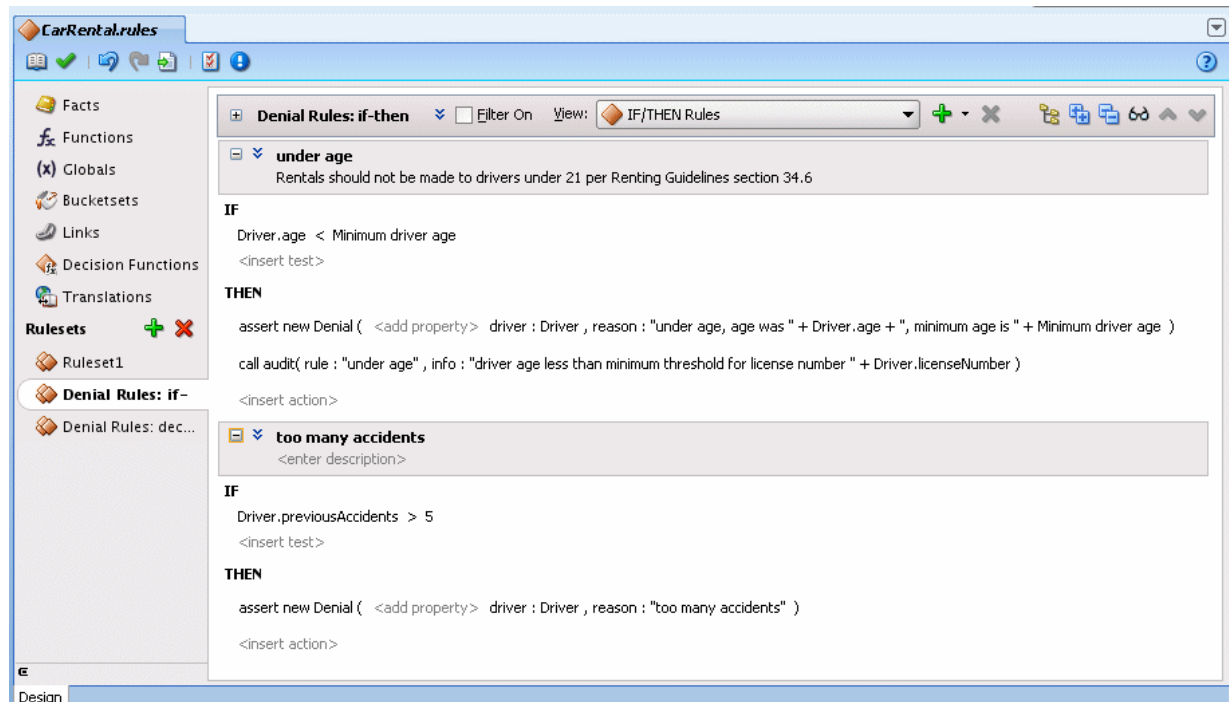 CarRental.rules
Facts
Functions
(x) Globals
Bucketsets
Links
Decision Functions
Translations
Rulesets
Ruleset1
Denial Rules: if-
Denial Rules: dec...
Denial Rules: if-then Filter On View: IF/THEN Rules
under age
Rentals should not be made to drivers under 21 per Renting Guidelines section 34.6
IF
Driver.age < Minimum driver age
<insert test>
THEN
assert new Denial ( <add property> driver : Driver , reason : "under age, age was " + Driver.age + ", minimum age is " + Minimum driver age )
call audit( rule : "under age" , info : "driver age less than minimum threshold for license number " + Driver.licenseNumber )
<insert action>
too many accidents
<enter description>
IF
Driver.previousAccidents > 5
<insert test>
THEN
assert new Denial ( <add property> driver : Driver , reason : "too many accidents" )
<insert action>
Design